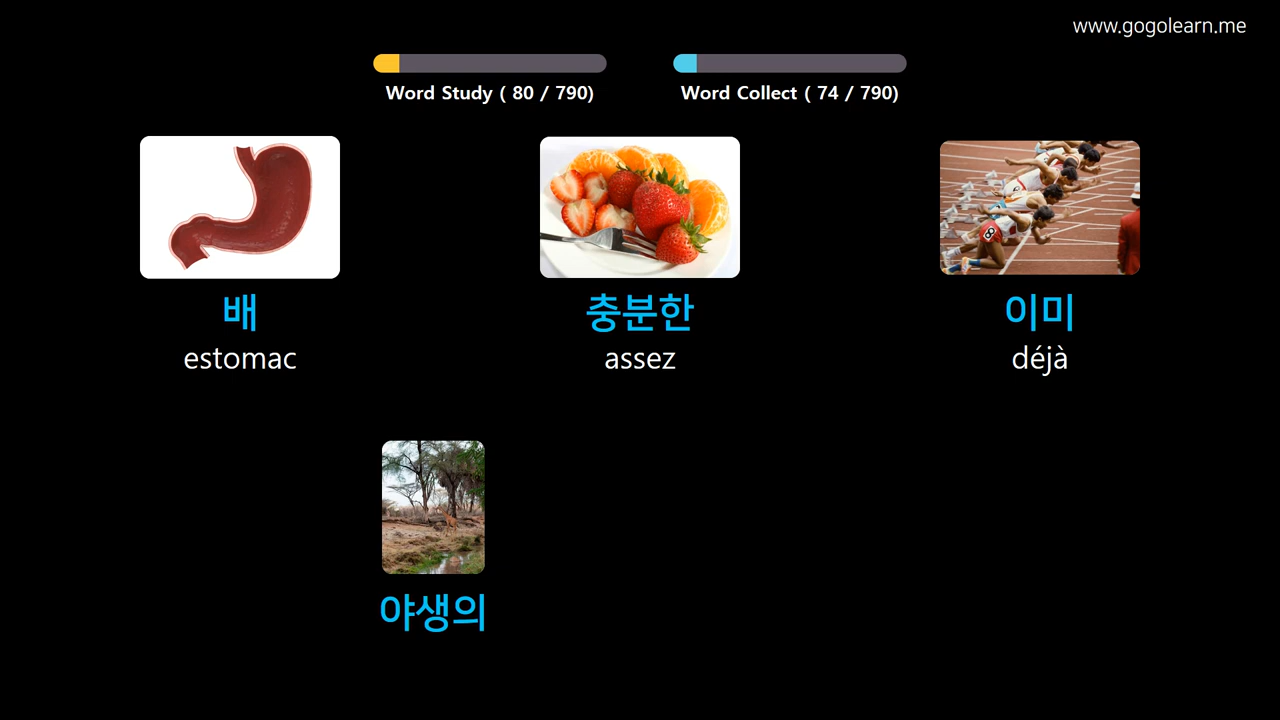 www.gogolearn.me
Word Study ( 80 / 790)
Word Collect ( 74 / 790)
배
estomac
충분한
assez
이미
déjà
야생의